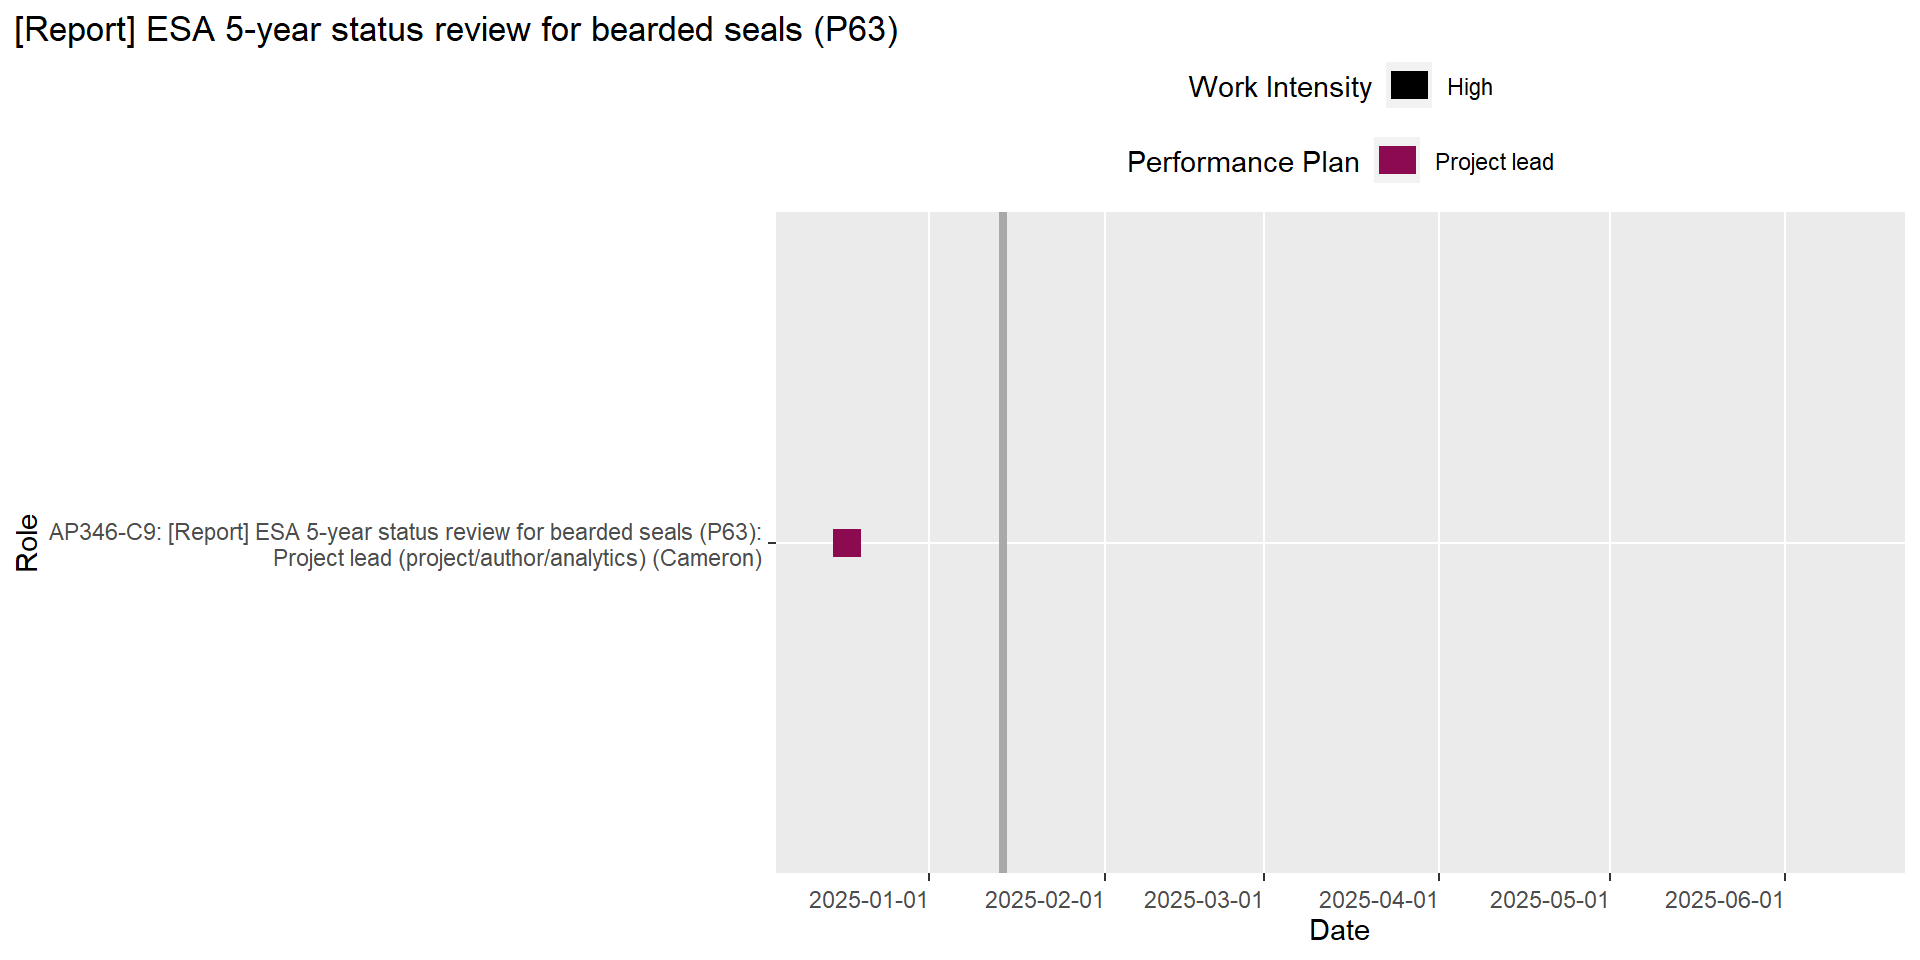 [Report] ESA 5-year status review for bearded seals (P63)
Work Intensity High
Performance Plan Project lead
Role
AP346-C9: [Report] ESA 5-year status review for bearded seals (P63):
Project lead (project/author/analytics) (Cameron)
2025-01-01 2025-02-01 2025-03-01 2025-04-01 2025-05-01 2025-06-01
Date